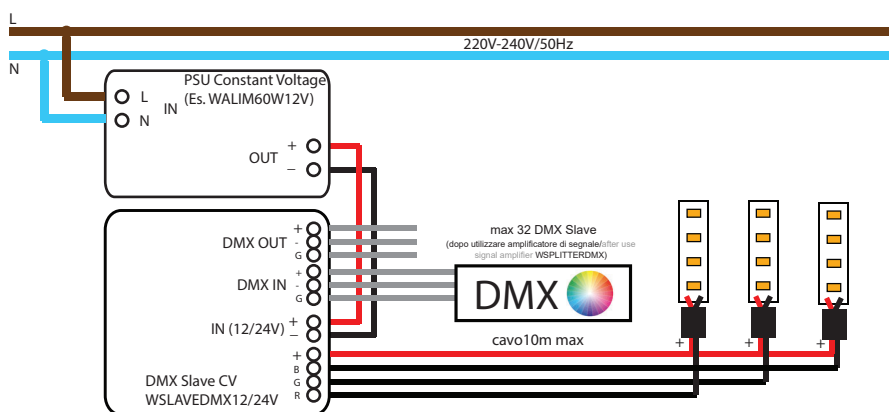 L
220V-240V/50Hz
N
PSU Constant Voltage
(Es. WALIM60W12V)
L
IN
N
OUT
+
−
DMX OUT
+
-
G
DMX IN
+
-
G
max 32 DMX Slave
(dopo utilizzare amplificatore di segnale/after use
signal amplifier WSPLITTERDMX)
DMX
IN (12/24V)
+
−
cavo10m max
+
+
+
+
B
G
R
DMX Slave CV
WSLAVEDMX12/24V